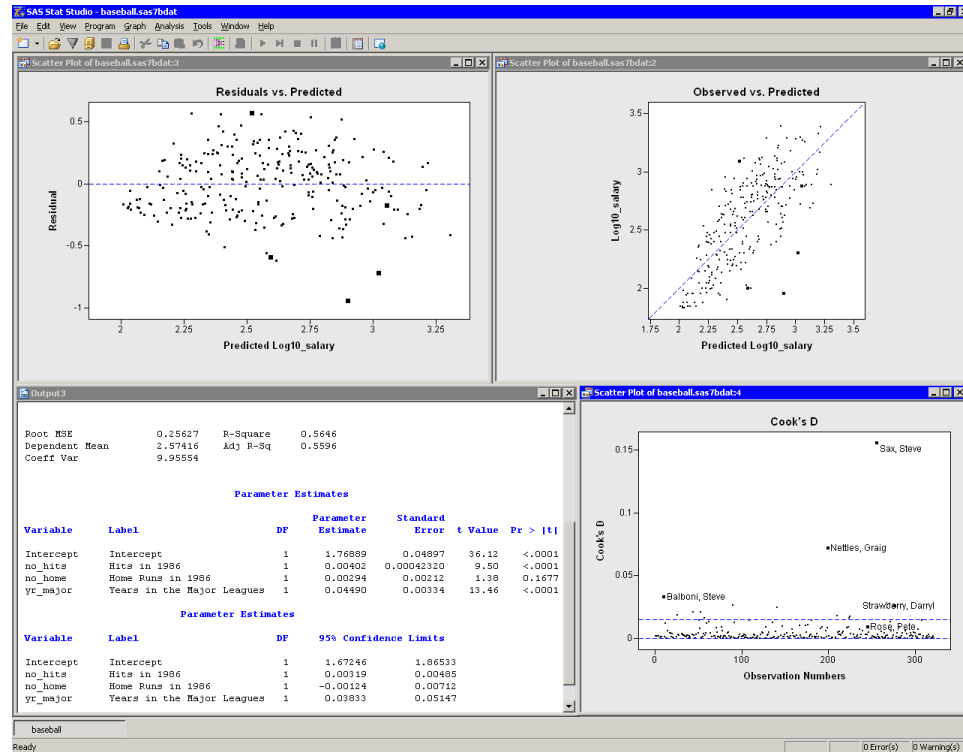 SAS Stat Studio - baseball.sas7bdat
File Edit View Program Graph Analysis Tools Window Help
Scatter Plot of baseball.sas7bdat:3
Residuals vs. Predicted
0.5
0
-0.5
-1
Residual
2 2.25 2.5 2.75 3 3.25
Predicted Log10_salary
Scatter Plot of baseball.sas7bdat:2
Observed vs. Predicted
3.5
3
2.5
2
Log10_salary
1.75 2 2.25 2.5 2.75 3 3.25 3.5
Predicted Log10_salary
Output3
Root MSE 0.25627 R-Square 0.5646
Dependent Mean 2.57416 Adj R-Sq 0.5596
Coeff Var 9.95554
Parameter Estimates
Parameter Standard
Variable Label DF Estimate Error t Value Pr > |t|
Intercept Intercept 1 1.76889 0.04897 36.12 <.0001
no_hits Hits in 1986 1 0.00402 0.00042320 9.50 <.0001
no_home Home Runs in 1986 1 0.00294 0.00212 1.38 0.1677
yr_major Years in the Major Leagues 1 0.04490 0.00334 13.46 <.0001
Parameter Estimates
Variable Label DF 95% Confidence Limits
Intercept Intercept 1 1.67246 1.86533
no_hits Hits in 1986 1 0.00319 0.00485
no_home Home Runs in 1986 1 -0.00124 0.00712
yr_major Years in the Major Leagues 1 0.03833 0.05147
Scatter Plot of baseball.sas7bdat:4
Cook's D
0.15
0.1
0.05
0
Cook's D
Sax, Steve
Nettles, Graig
Balboni, Steve
Strawberry, Darryl
Rose, Pete
0 100 200 300
Observation Numbers
baseball
Ready
0 Error(s) 0 Warning(s)